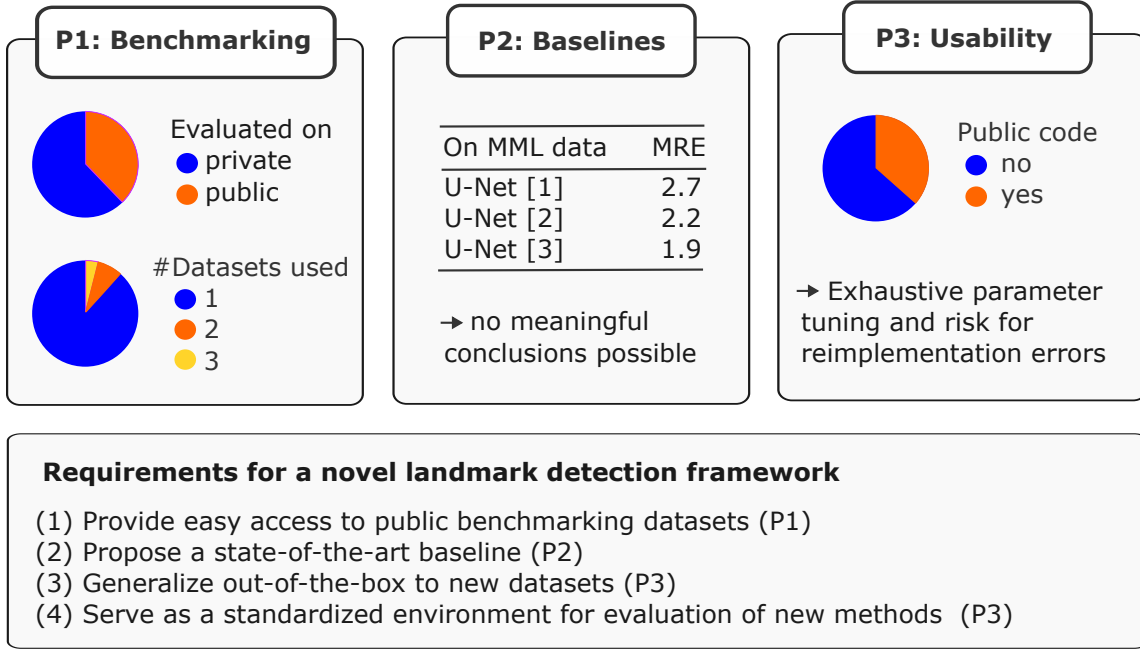 P1: Benchmarking
Evaluated on
private
public
#Datasets used
1
2
3
P2: Baselines
On MML data MRE
U-Net [1] 2.7
U-Net [2] 2.2
U-Net [3] 1.9
→ no meaningful
conclusions possible
P3: Usability
Public code
no
yes
→ Exhaustive parameter
tuning and risk for
reimplementation errors
Requirements for a novel landmark detection framework
(1) Provide easy access to public benchmarking datasets (P1)
(2) Propose a state-of-the-art baseline (P2)
(3) Generalize out-of-the-box to new datasets (P3)
(4) Serve as a standardized environment for evaluation of new methods (P3)